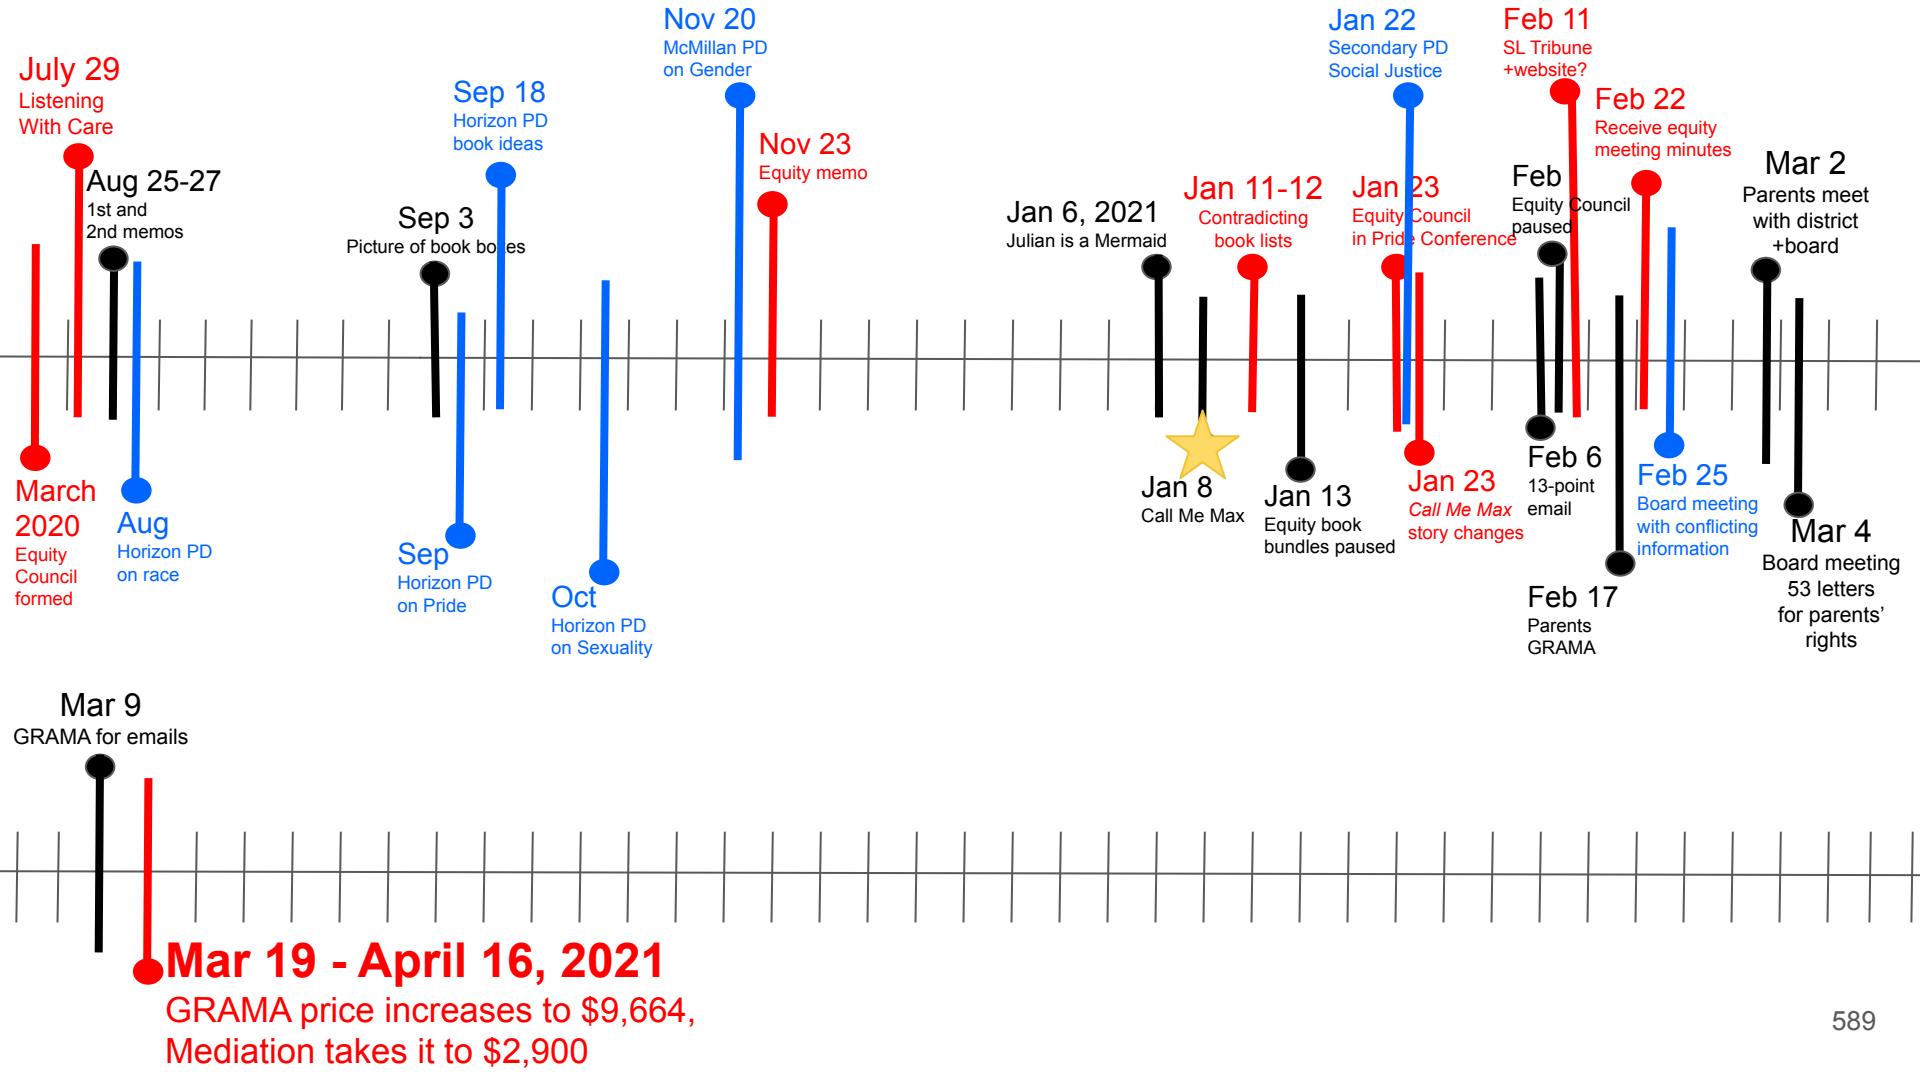 Nov 20
McMillan PD
on Gender
Jan 22
Secondary PD
Social Justice
Feb 11
SL Tribune
+website?
July 29
Listening
With Care
Sep 18
Horizon PD
book ideas
Feb 22
Receive equity
meeting minutes
Nov 23
Equity memo
Mar 2
Parents meet
with district
+board
Aug 25-27
1st and
2nd memos
Sep 3
Picture of book boxes
Jan 6, 2021
Julian is a Mermaid
Jan 11-12
Contradicting
book lists
Jan 23
Equity Council
in Pride Conference
Feb
Equity Council
paused
March
2020
Equity
Council
formed
Aug
Horizon PD
on race
Sep
Horizon PD
on Pride
Oct
Horizon PD
on Sexuality
Jan 8
Call Me Max
Jan 13
Equity book
bundles paused
Jan 23
Call Me Max
story changes
Feb 6
13-point
email
Feb 17
Parents
GRAMA
Feb 25
Board meeting
with conflicting
information
Mar 4
Board meeting
53 letters
for parents’
rights
Mar 9
GRAMA for emails
Mar 19 - April 16, 2021
GRAMA price increases to $9,664,
Mediation takes it to $2,900
589